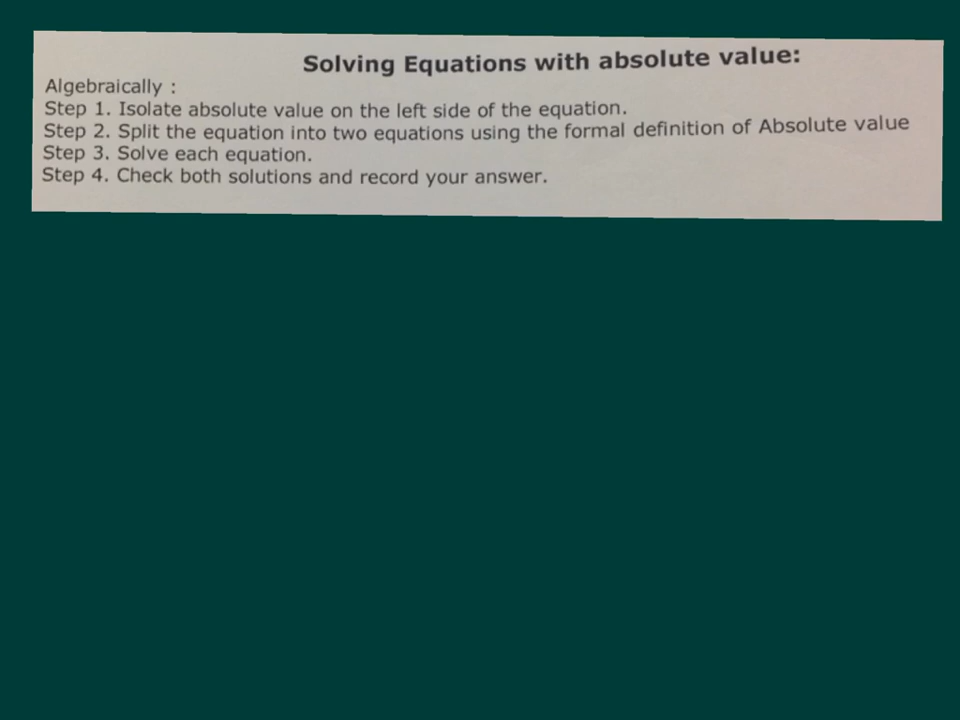 Solving Equations with absolute value:
Algebraically :
Step 1. Isolate absolute value on the left side of the equation.
Step 2. Split the equation into two equations using the formal definition of Absolute value
Step 3. Solve each equation.
Step 4. Check both solutions and record your answer.